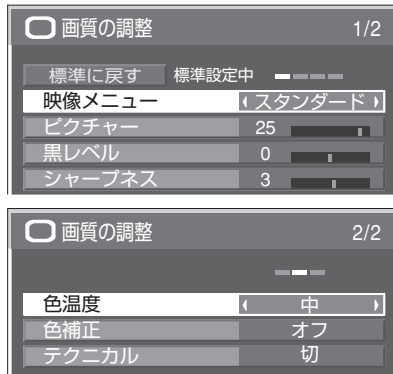 画質の調整 1/2
標準に戻す 標準設定中
映像メニュー スタンダード
ピクチャー 25
黒レベル 0
シャープネス 3
画質の調整 2/2
色温度 中
色補正 オフ
テクニカル 切